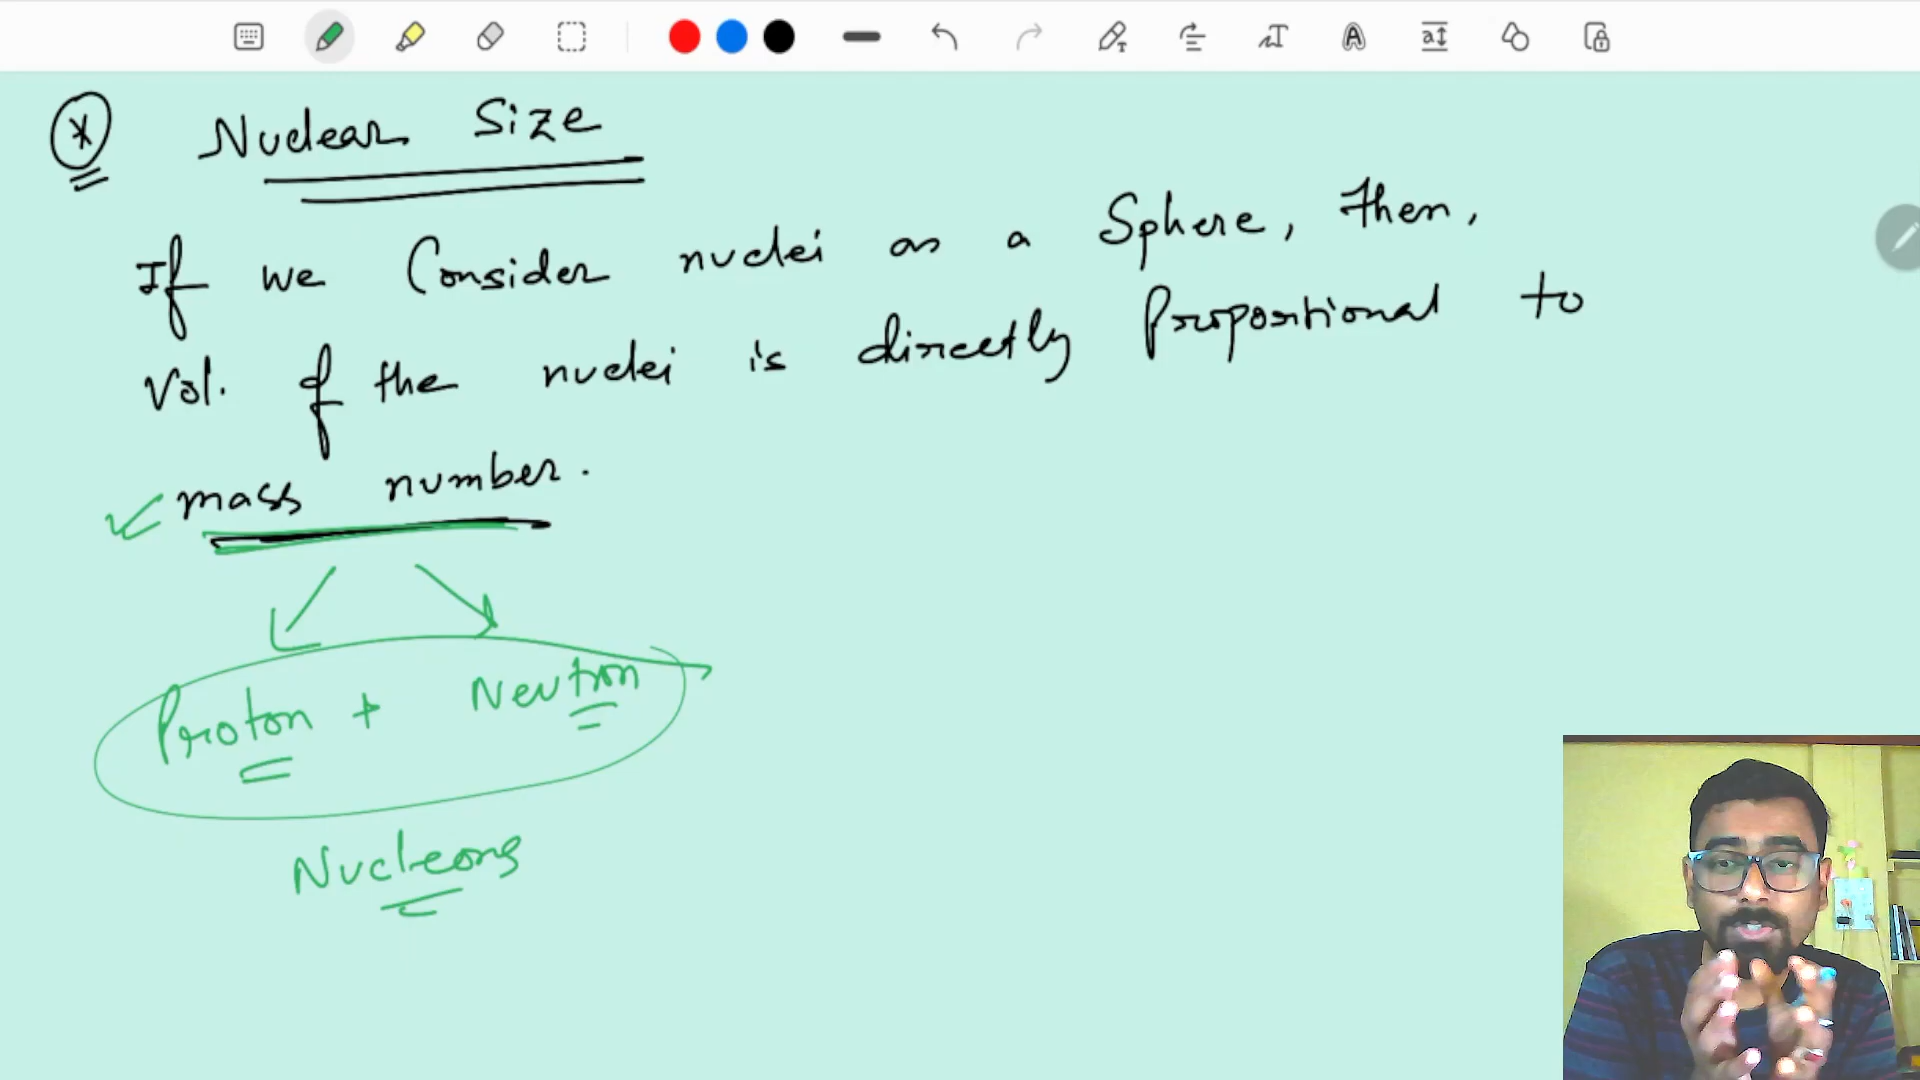 Nuclear Size
If we Consider nuclei as a Sphere, then,
Vol. of the nuclei is directly Proportional to
mass number.
Proton + Neutron
Nucleons